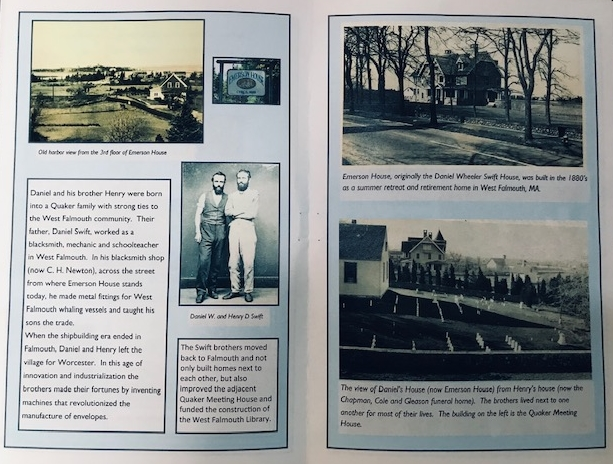 Old harbor view from the 3rd floor of Emerson House
EMERSON HOUSE
Daniel and his brother Henry were born
into a Quaker family with strong ties to
the West Falmouth community. Their
father, Daniel Swift, worked as a
blacksmith, mechanic and schoolteacher
in West Falmouth. In his blacksmith shop
(now C. H. Newton), across the street
from where Emerson House stands
today, he made metal fittings for West
Falmouth whaling vessels and taught his
sons the trade.
When the shipbuilding era ended in
Falmouth, Daniel and Henry left the
village for Worcester. In this age of
innovation and industrialization the
brothers made their fortunes by inventing
machines that revolutionized the
manufacture of envelopes.
Daniel W. and Henry D Swift
The Swift brothers moved
back to Falmouth and not
only built homes next to
each other, but also
improved the adjacent
Quaker Meeting House and
funded the construction of
the West Falmouth Library.
Emerson House, originally the Daniel Wheeler Swift House, was built in the 1880's
as a summer retreat and retirement home in West Falmouth, MA.
The view of Daniel's House (now Emerson House) from Henry's house (now the
Chapman, Cole and Gleason funeral home). The brothers lived next to one
another for most of their lives. The building on the left is the Quaker Meeting
House.